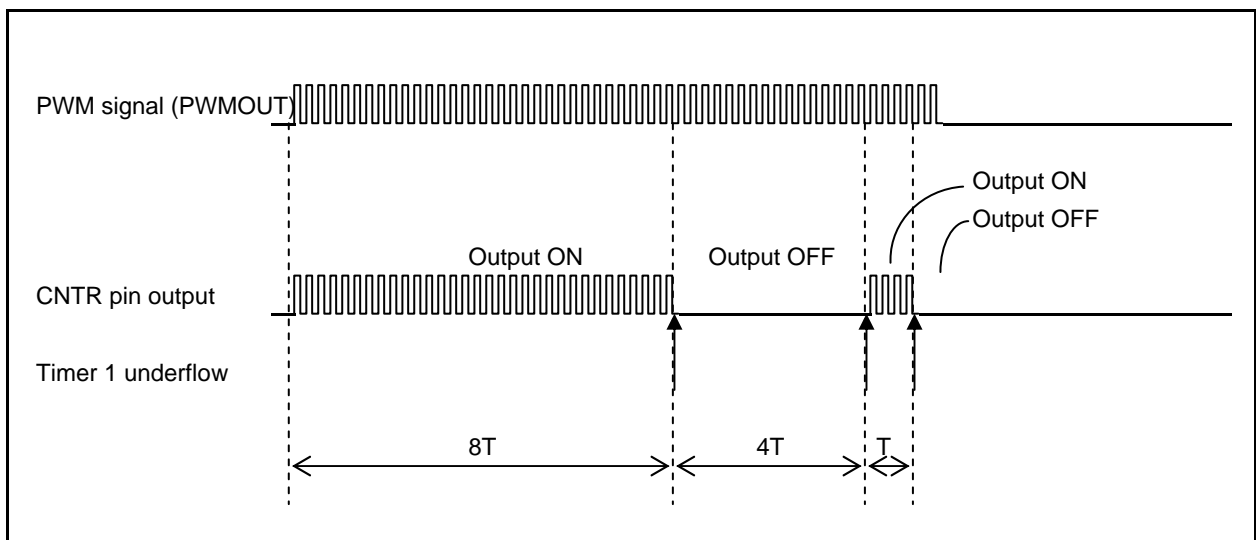 PWM signal (PWMOUT)
Output ON
Output OFF
Output ON
Output OFF
CNTR pin output
Timer 1 underflow
8T
4T
T